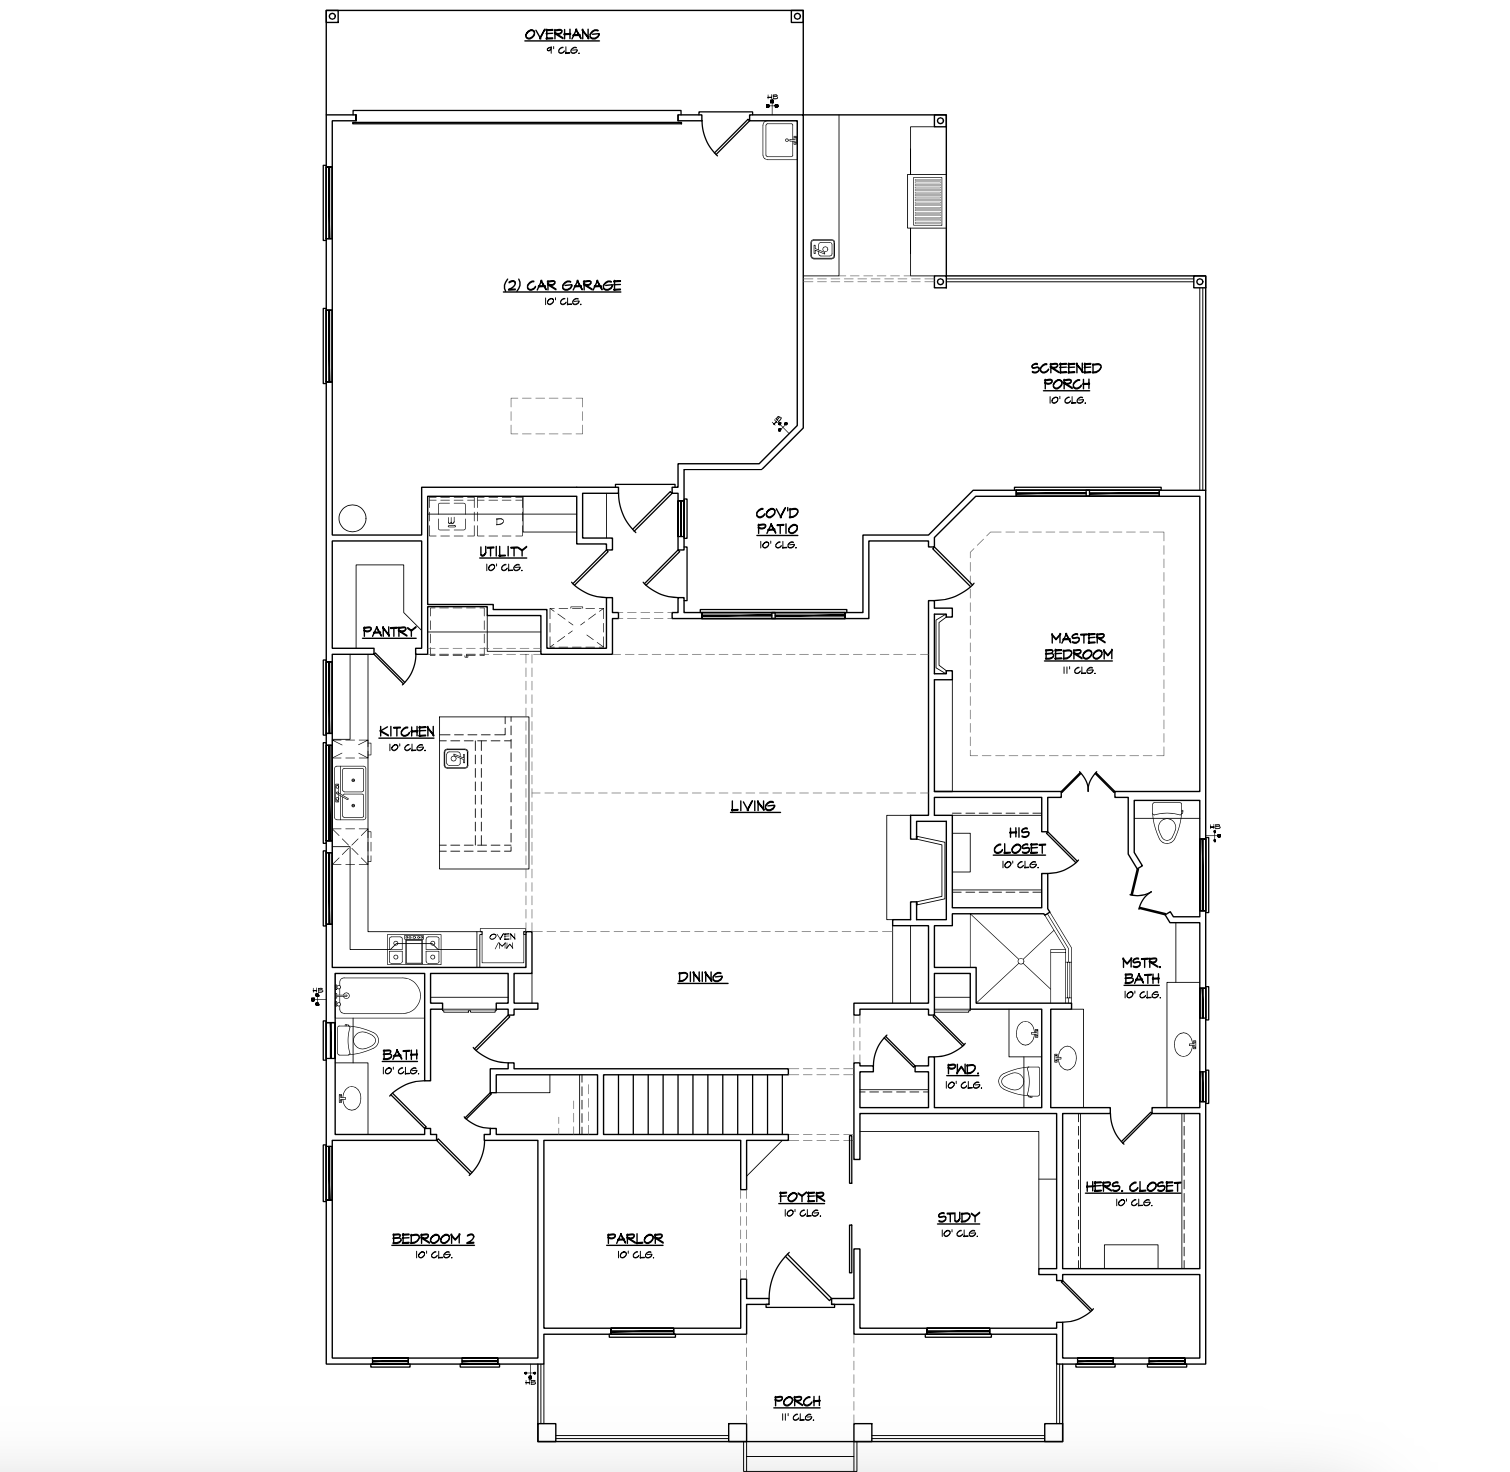 OVERHANG
9' CLG.
HB
(2) CAR GARAGE
10' CLG.
SCREENED
PORCH
10' CLG.
HB
COV'D
PATIO
10' CLG.
W
D
UTILITY
10' CLG.
PANTRY
MASTER
BEDROOM
11' CLG.
KITCHEN
10' CLG.
LIVING
HB
HIS
CLOSET
10' CLG.
OVEN
/MW
DINING
MSTR.
BATH
10' CLG.
HB
BATH
10' CLG.
PWD.
10' CLG.
HERS. CLOSET
10' CLG.
FOYER
10' CLG.
STUDY
10' CLG.
BEDROOM 2
10' CLG.
PARLOR
10' CLG.
HB
PORCH
11' CLG.